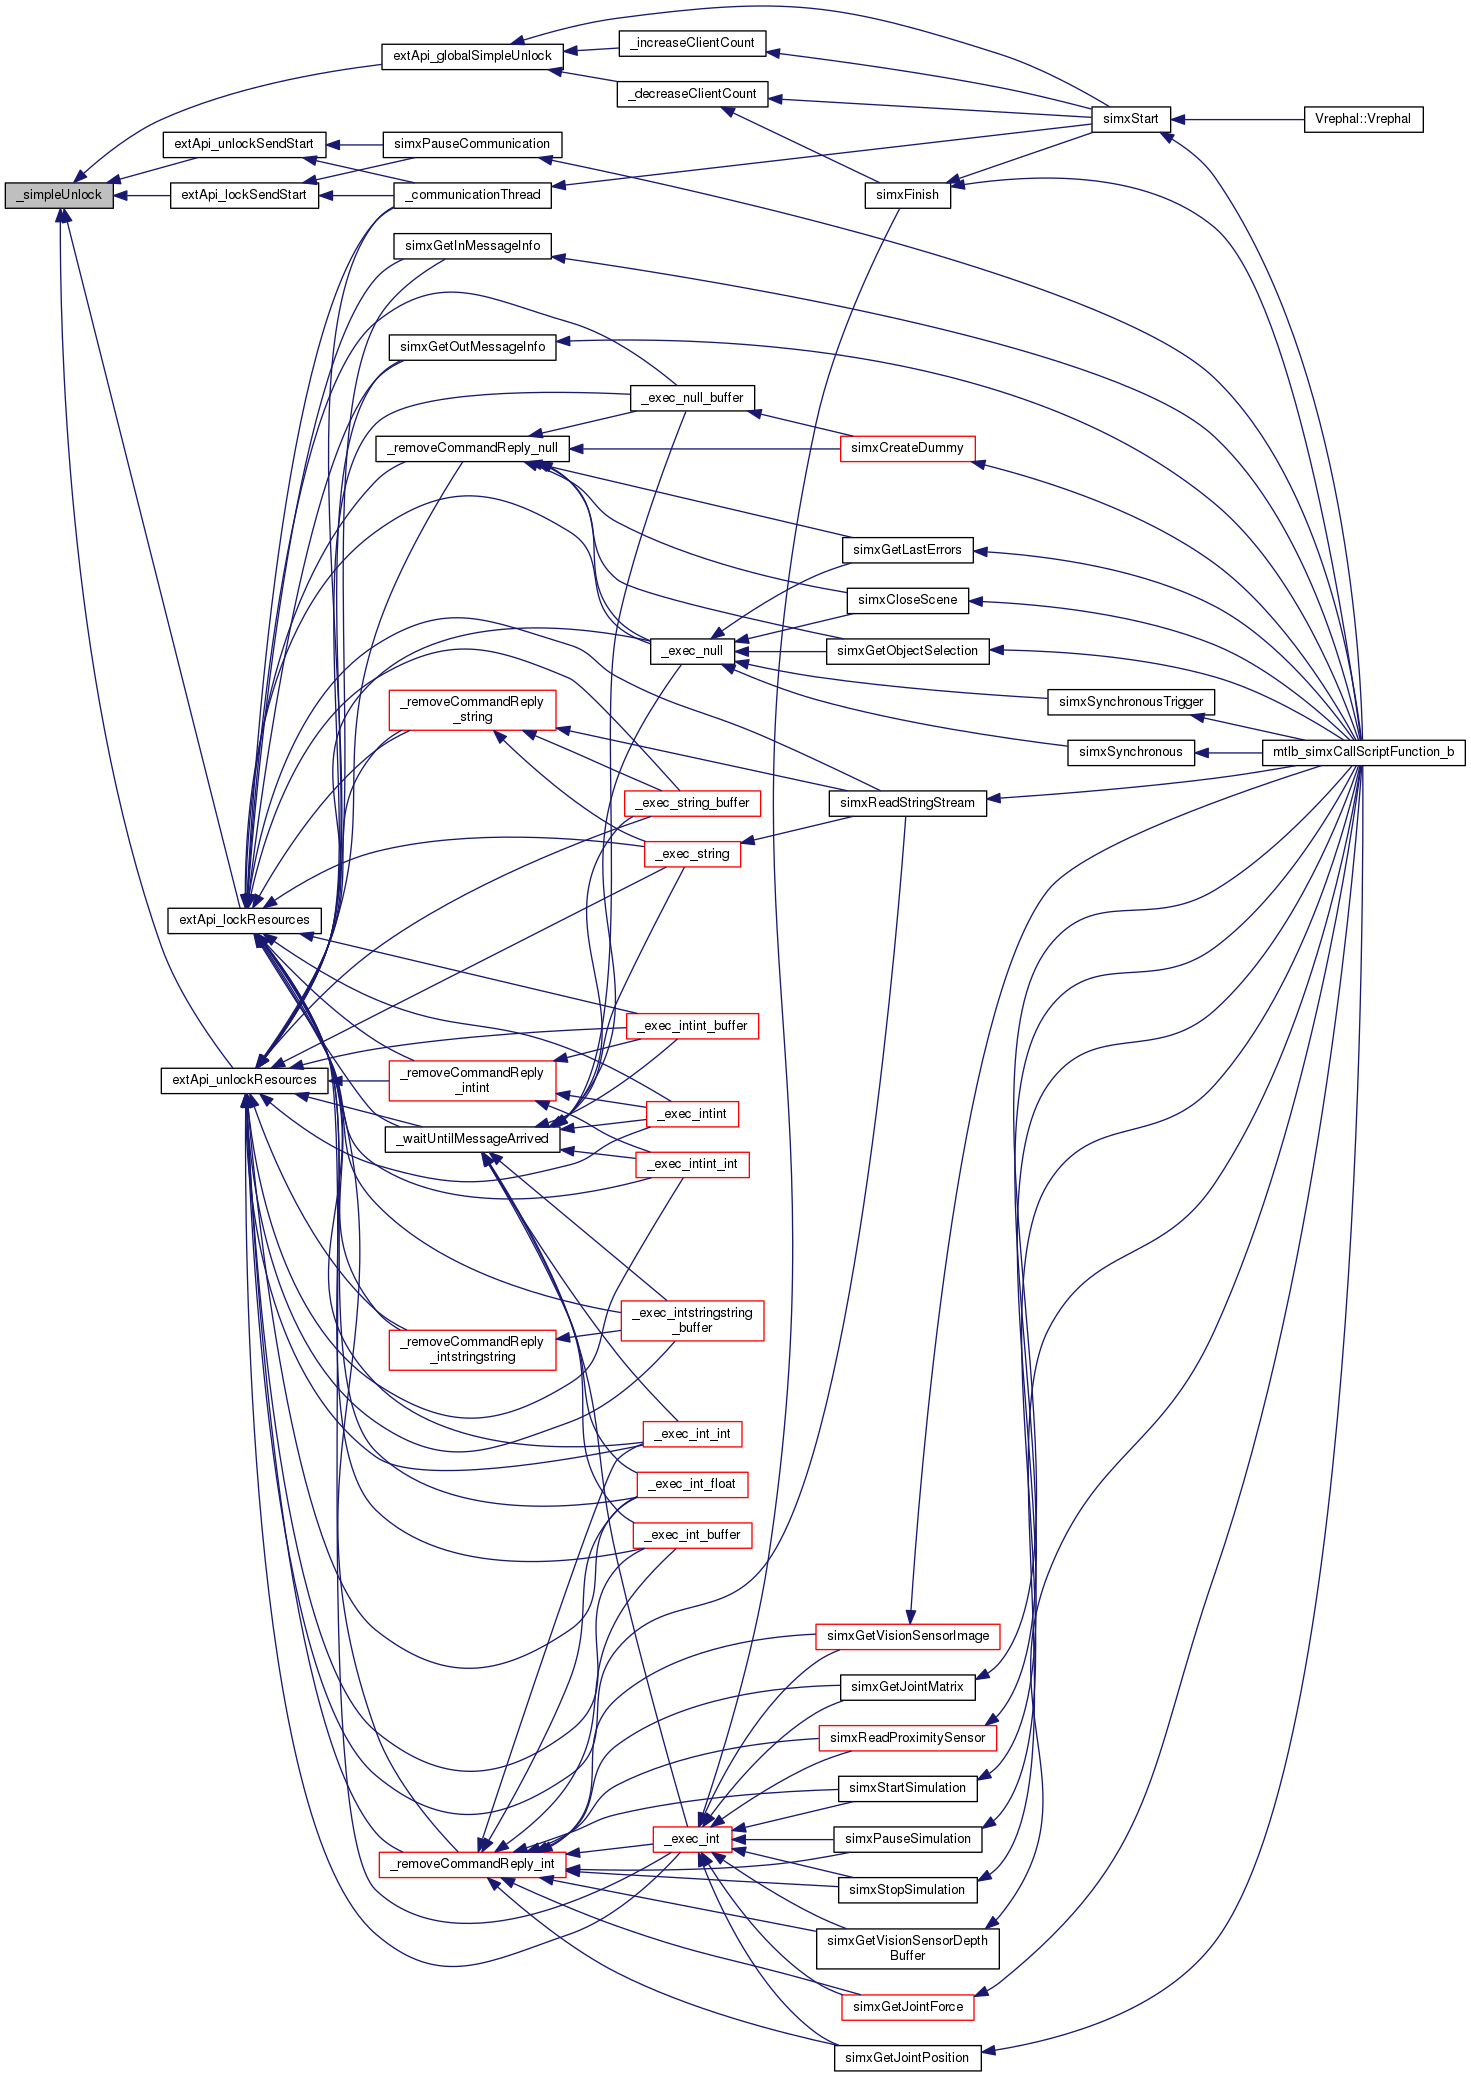 _simpleUnlock
extApi_globalSimpleUnlock
_increaseClientCount
_decreaseClientCount
simxStart
Vrephal::Vrephal
extApi_unlockSendStart
simxPauseCommunication
extApi_lockSendStart
_communicationThread
simxFinish
simxGetInMessageInfo
simxGetOutMessageInfo
_exec_null_buffer
_removeCommandReply_null
simxCreateDummy
simxGetLastErrors
simxCloseScene
_exec_null
simxGetObjectSelection
_removeCommandReply
_string
simxSynchronousTrigger
simxSynchronous
mtlb_simxCallScriptFunction_b
_exec_string_buffer
simxReadStringStream
_exec_string
extApi_lockResources
_exec_intint_buffer
extApi_unlockResources
_removeCommandReply
_intint
_exec_intint
_waitUntilMessageArrived
_exec_intint_int
_exec_intstringstring
_buffer
_removeCommandReply
_intstringstring
_exec_int_int
_exec_int_float
_exec_int_buffer
simxGetVisionSensorImage
simxGetJointMatrix
simxReadProximitySensor
simxStartSimulation
_exec_int
simxPauseSimulation
_removeCommandReply_int
simxStopSimulation
simxGetVisionSensorDepth
Buffer
simxGetJointForce
simxGetJointPosition